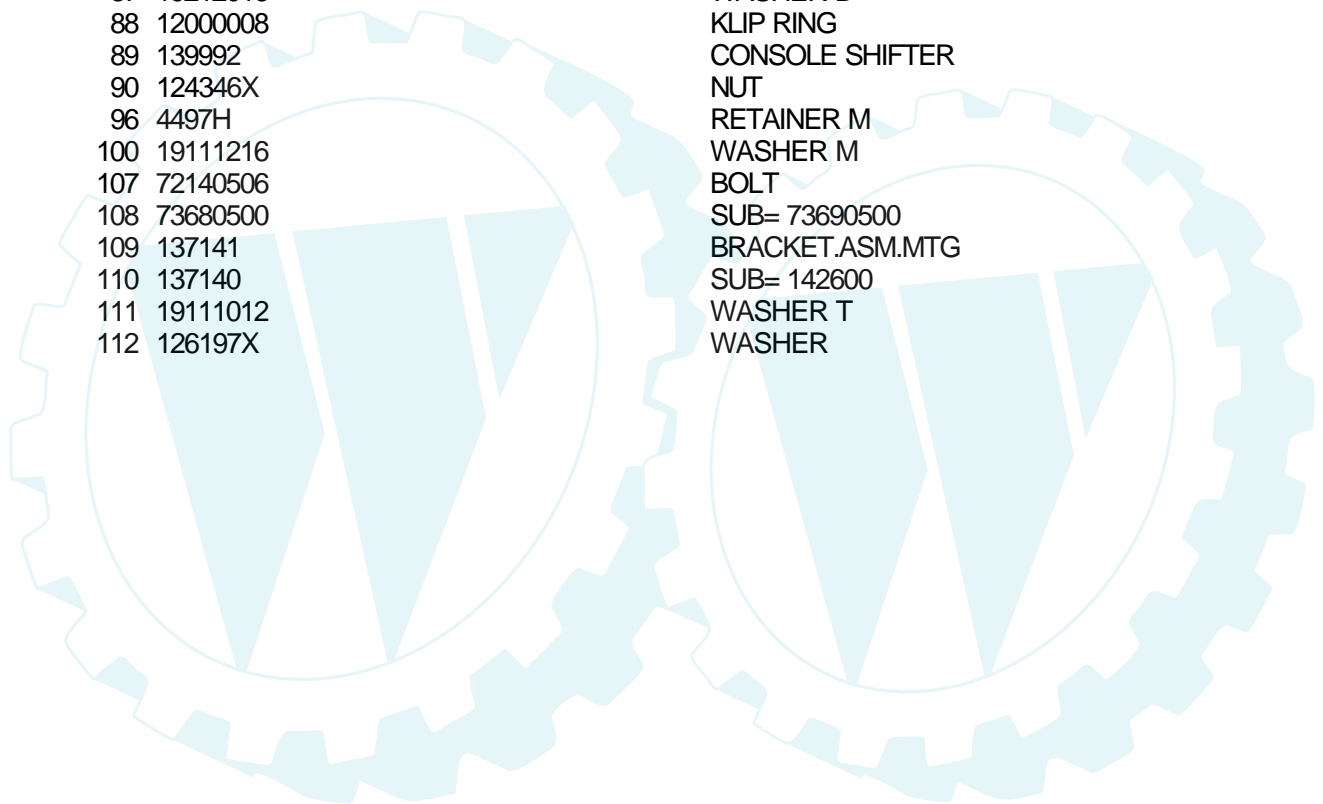 88 12000008 KLIP RING
89 139992 CONSOLE SHIFTER
90 124346X NUT
96 4497H RETAINER M
100 19111216 WASHER M
107 72140506 BOLT
108 73680500 SUB= 73690500
109 137141 BRACKET.ASM.MTG
110 137140 SUB= 142600
111 19111012 WASHER T
112 126197X WASHER